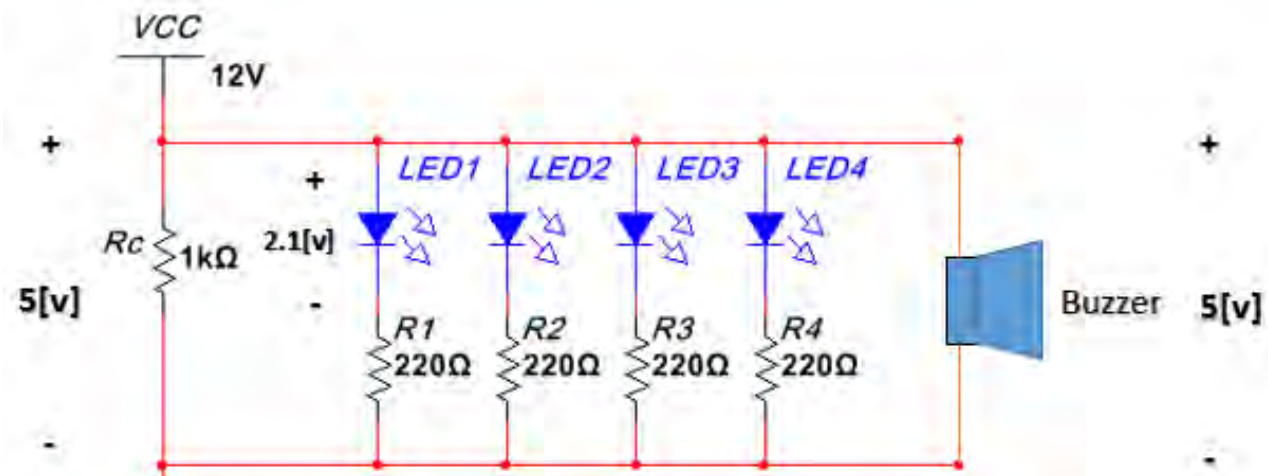 VCC
12V
+
+
+
LED1
LED2
LED3
LED4
Rc
1kΩ
2.1[v]
5[v]
-
R1
220Ω
R2
220Ω
R3
220Ω
R4
220Ω
Buzzer
5[v]
-
-